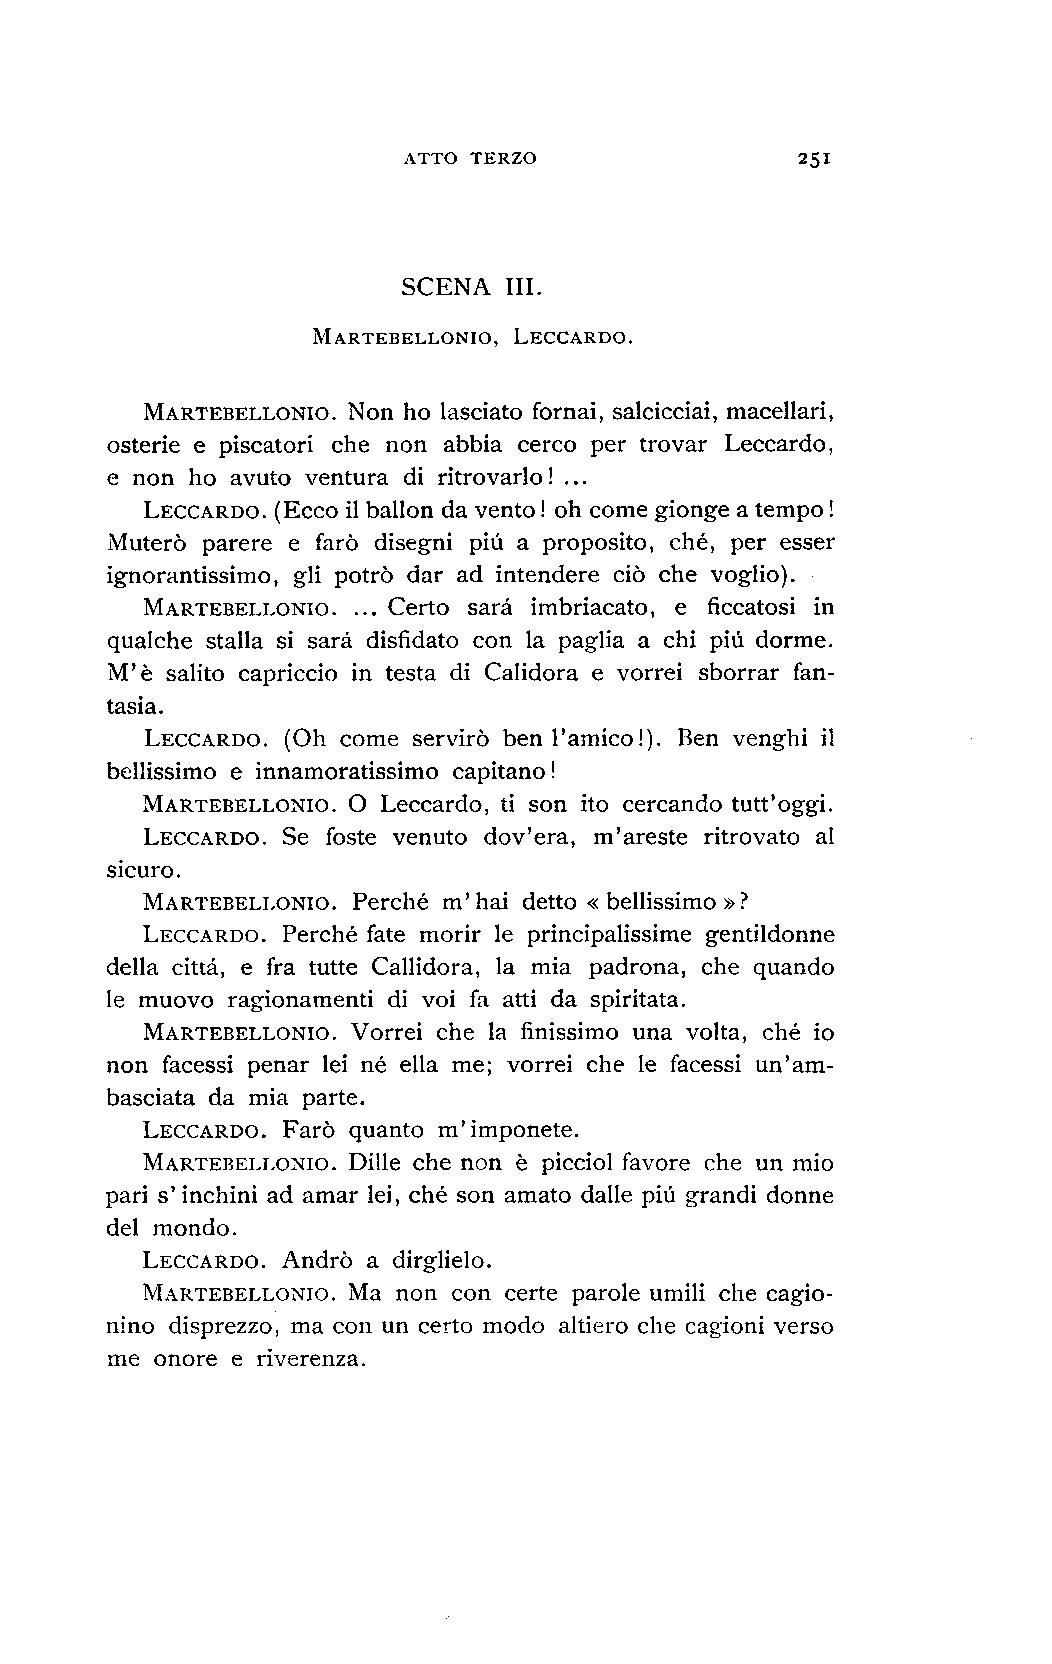 ATTO TERZO 251
SCENA III.
MARTEBELLONIO, LECCARDO.
MARTEBELLONIO. Non ho lasciato fornai, salcicciai, macellari,
osterie e piscatori che non abbia cerco per trovar Leccardo,
e non ho avuto ventura di ritrovarlo! ...
LECCARDO. (Ecco il ballon da vento! oh come gionge a tempo!
Muterò parere e farò disegni piú a proposito, ché, per esser
ignorantissimo, gli potrò dar ad intendere ciò che voglio).
MARTEBELLONIO. ... Certo sará imbriacato, e ficcatosi in
qualche stalla si sará disfidato con la paglia a chi piú dorme.
M'è salito capriccio in testa di Calidora e vorrei sborrar fan-
tasia.
LECCARDO. (Oh come servirò ben l'amico!). Ben venghi il
bellissimo e innamoratissimo capitano!
MARTEBELLONIO. O Leccardo, ti son ito cercando tutt'oggi.
LECCARDO. Se foste venuto dov'era, m'areste ritrovato al
sicuro.
MARTEBELLONIO. Perché m'hai detto « bellissimo »?
LECCARDO. Perché fate morir le principalissime gentildonne
della cittá, e fra tutte Callidora, la mia padrona, che quando
le muovo ragionamenti di voi fa atti da spiritata.
MARTEBELLONIO. Vorrei che la finissimo una volta, ché io
non facessi penar lei né ella me; vorrei che le facessi un'am-
basciata da mia parte.
LECCARDO. Farò quanto m'imponete.
MARTEBELLONIO. Dille che non è picciol favore che un mio
pari s'inchini ad amar lei, ché son amato dalle piú grandi donne
del mondo.
LECCARDO. Andrò a dirglielo.
MARTEBELLONIO. Ma non con certe parole umili che cagio-
nino disprezzo, ma con un certo modo altiero che cagioni verso
me onore e riverenza.